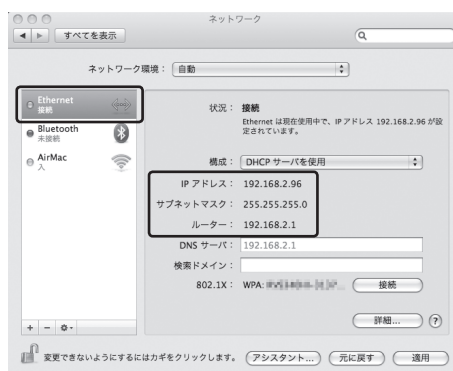 ネットワーク
すべてを表示
ネットワーク環境： 自動
Ethernet
接続
Bluetooth
未接続
AirMac
入
状況： 接続
Ethernet は現在使用中で、IP アドレス 192.168.2.96 が設
定されています。
構成： DHCP サーバを使用
IP アドレス： 192.168.2.96
サブネットマスク： 255.255.255.0
ルーター： 192.168.2.1
DNS サーバ： 192.168.2.1
検索ドメイン：
802.1X： WPA: 接続
詳細... ?
変更できないようにするにはカギをクリックします。 アシスタント... 元に戻す 適用